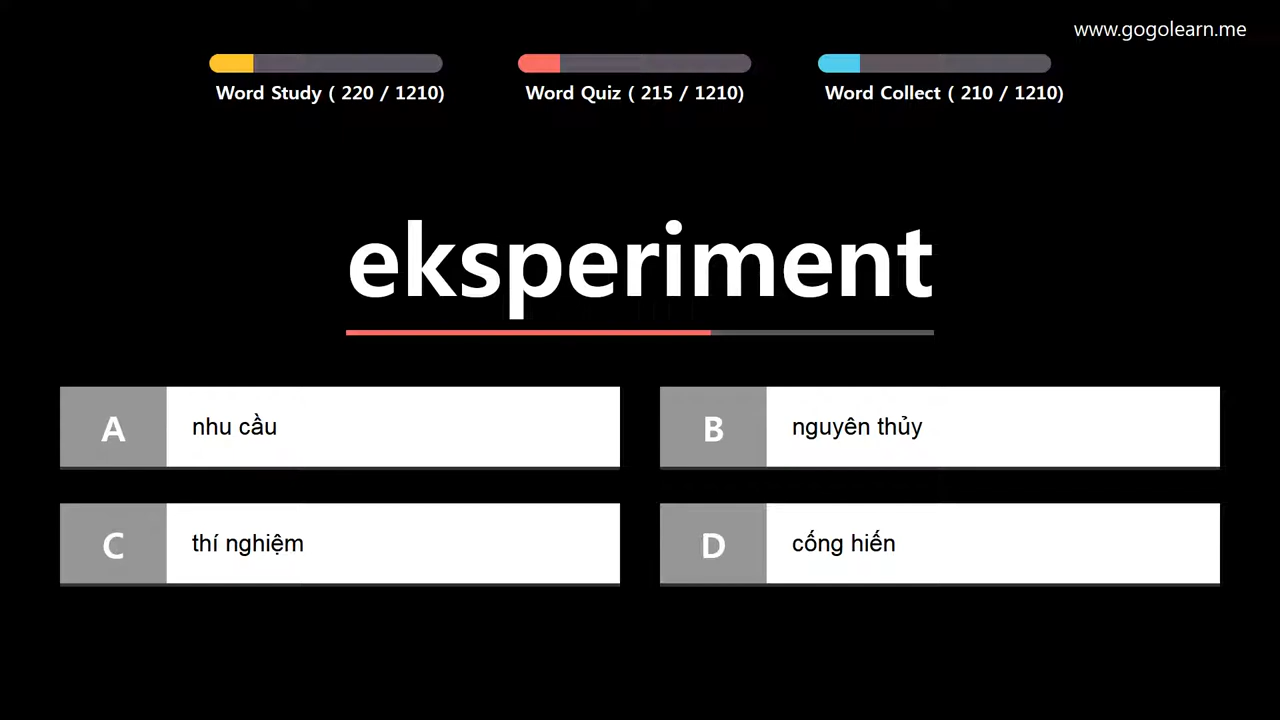 www.gogolearn.me
Word Study ( 220 / 1210)
Word Quiz ( 215 / 1210)
Word Collect ( 210 / 1210)
eksperiment
A nhu cầu
B nguyên thủy
C thí nghiệm
D cống hiến